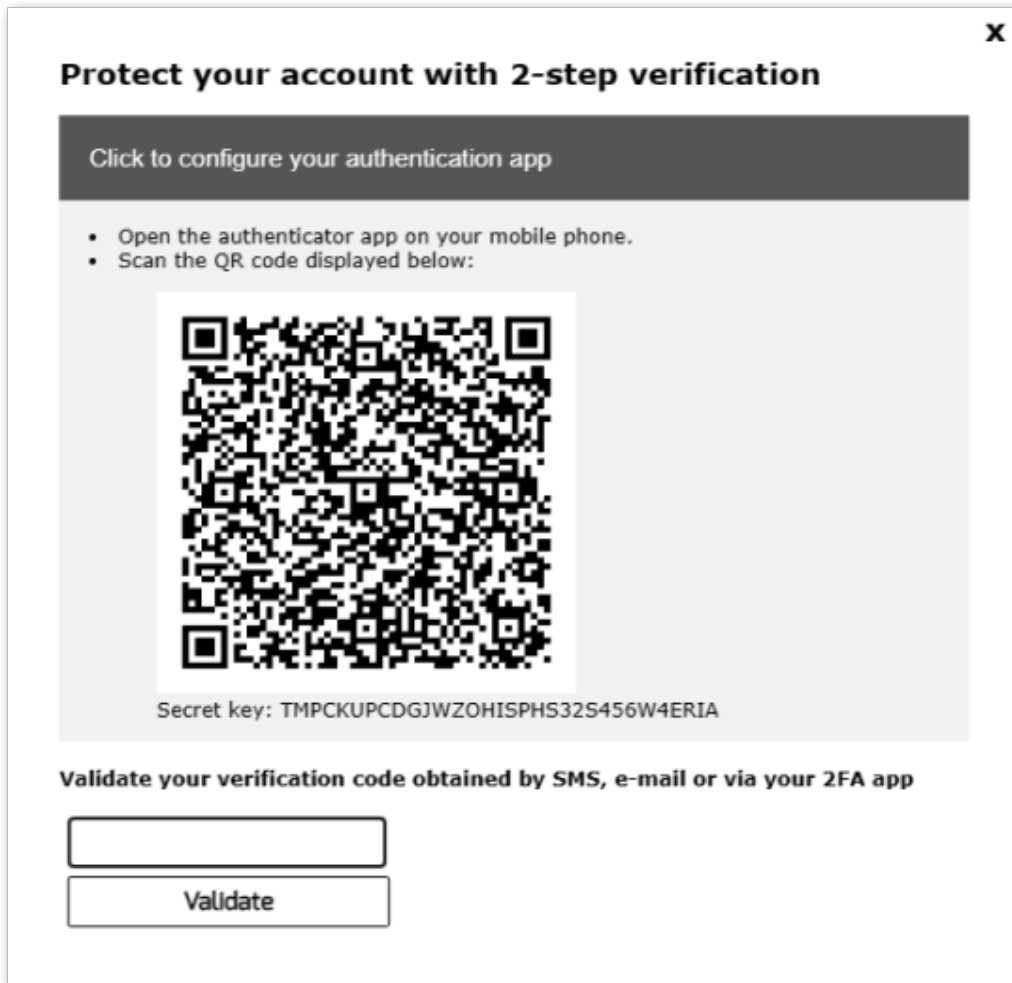 x
Protect your account with 2-step verification
Click to configure your authentication app
• Open the authenticator app on your mobile phone.
• Scan the QR code displayed below:
Secret key: TMPCKUPCDGJWZOHISPHS32S456W4ERIA
Validate your verification code obtained by SMS, e-mail or via your 2FA app
Validate